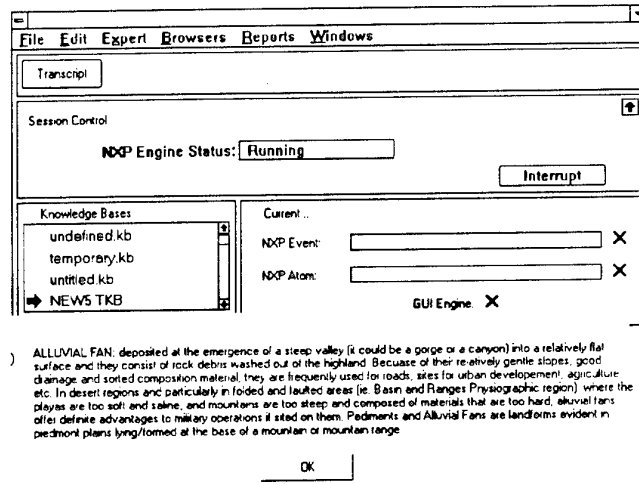 File Edit Expert Browsers Reports Windows
Transcript
Session Control
NXP Engine Status: Running
Interrupt
Knowledge Bases
undefined.kb
temporary.kb
untitled.kb
NEWS TKB
Current ..
NXP Event:
NXP Atom:
GUI Engine.
) ALLUVIAL FAN: deposited at the emergence of a steep valley (it could be a gorge or a canyon) into a relatively flat
surface and they consist of rock debris washed out of the highland. Becuase of their relatively gentle slopes, good
drainage and sorted composition material, they are frequently used for roads, sites for urban developement, agriculture
etc. In desert regions and particularly in folded and faulted areas (ie. Basin and Ranges Physiographic region) where the
playas are too soft and saline, and mountains are too steep and composed of materials that are too hard, alluvial fans
offer definite advantages to military operations if sited on them. Pediments and Alluvial Fans are landforms evident in
piedmont plains lying/formed at the base of a mountain or mountain range
OK